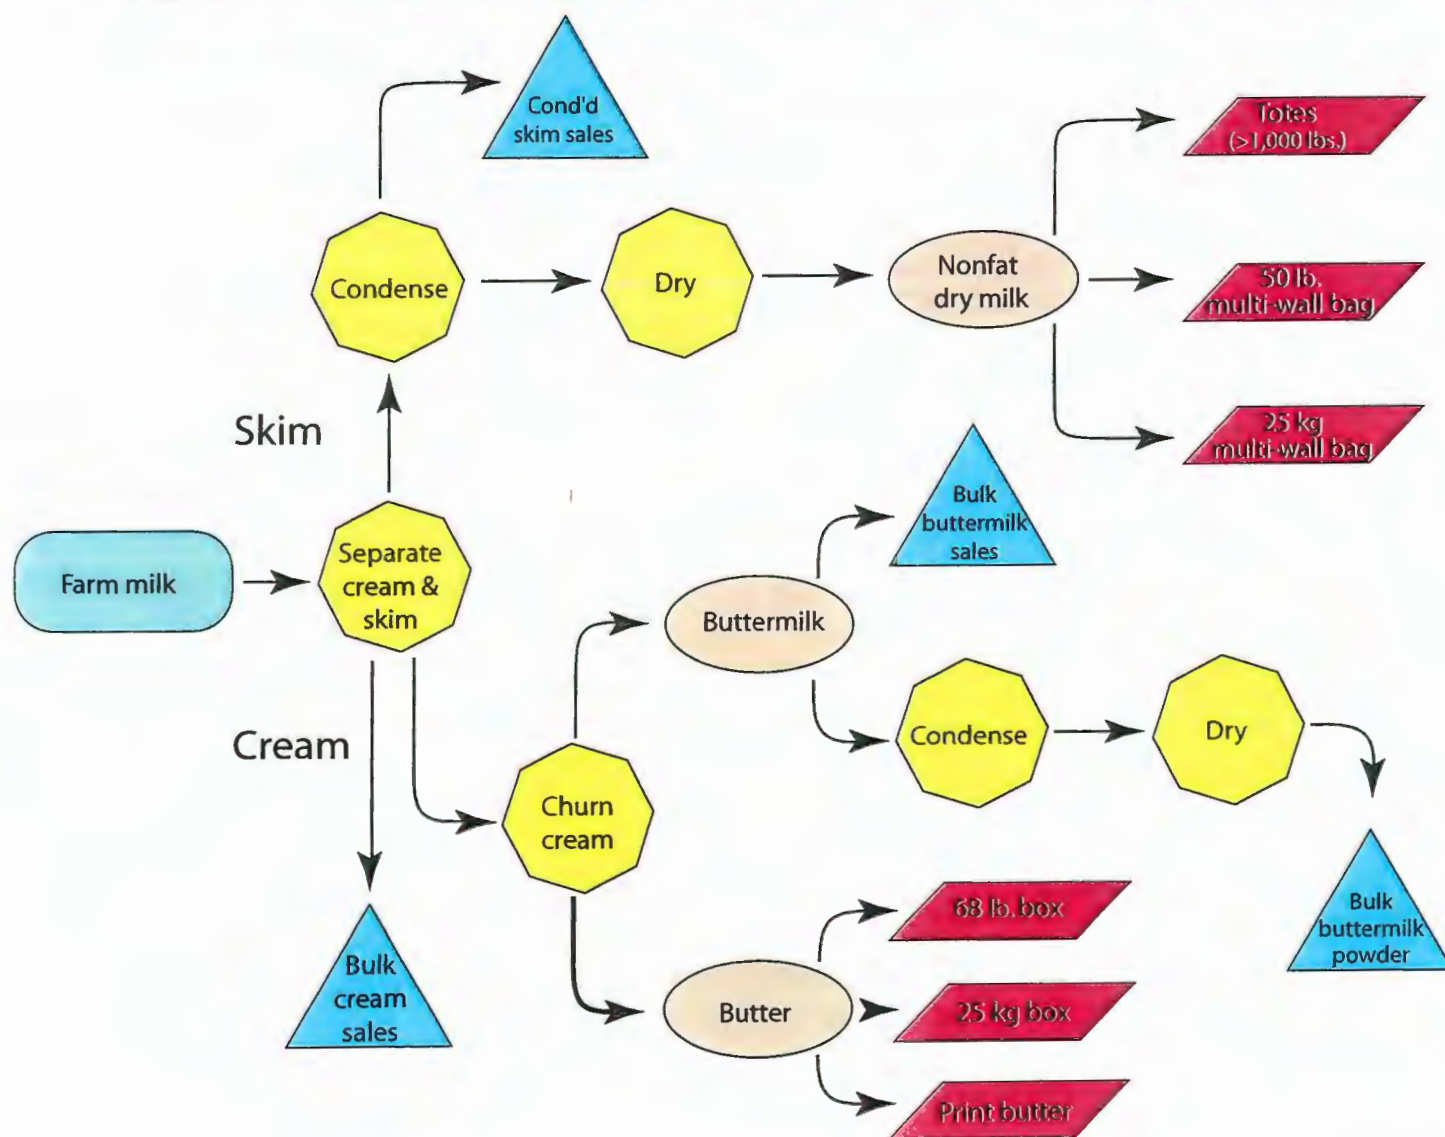 Cond'd
skim sales
Totes
(>1,000 lbs.)
Condense
Dry
Nonfat
dry milk
50 lb.
multi-wall bag
Skim
25 kg
multi-wall bag
Farm milk
Separate
cream &
skim
Bulk
buttermilk
sales
Buttermilk
Cream
Condense
Dry
Churn
cream
Bulk
cream
sales
68 lb. box
Butter
25 kg box
Print butter
Bulk
buttermilk
powder